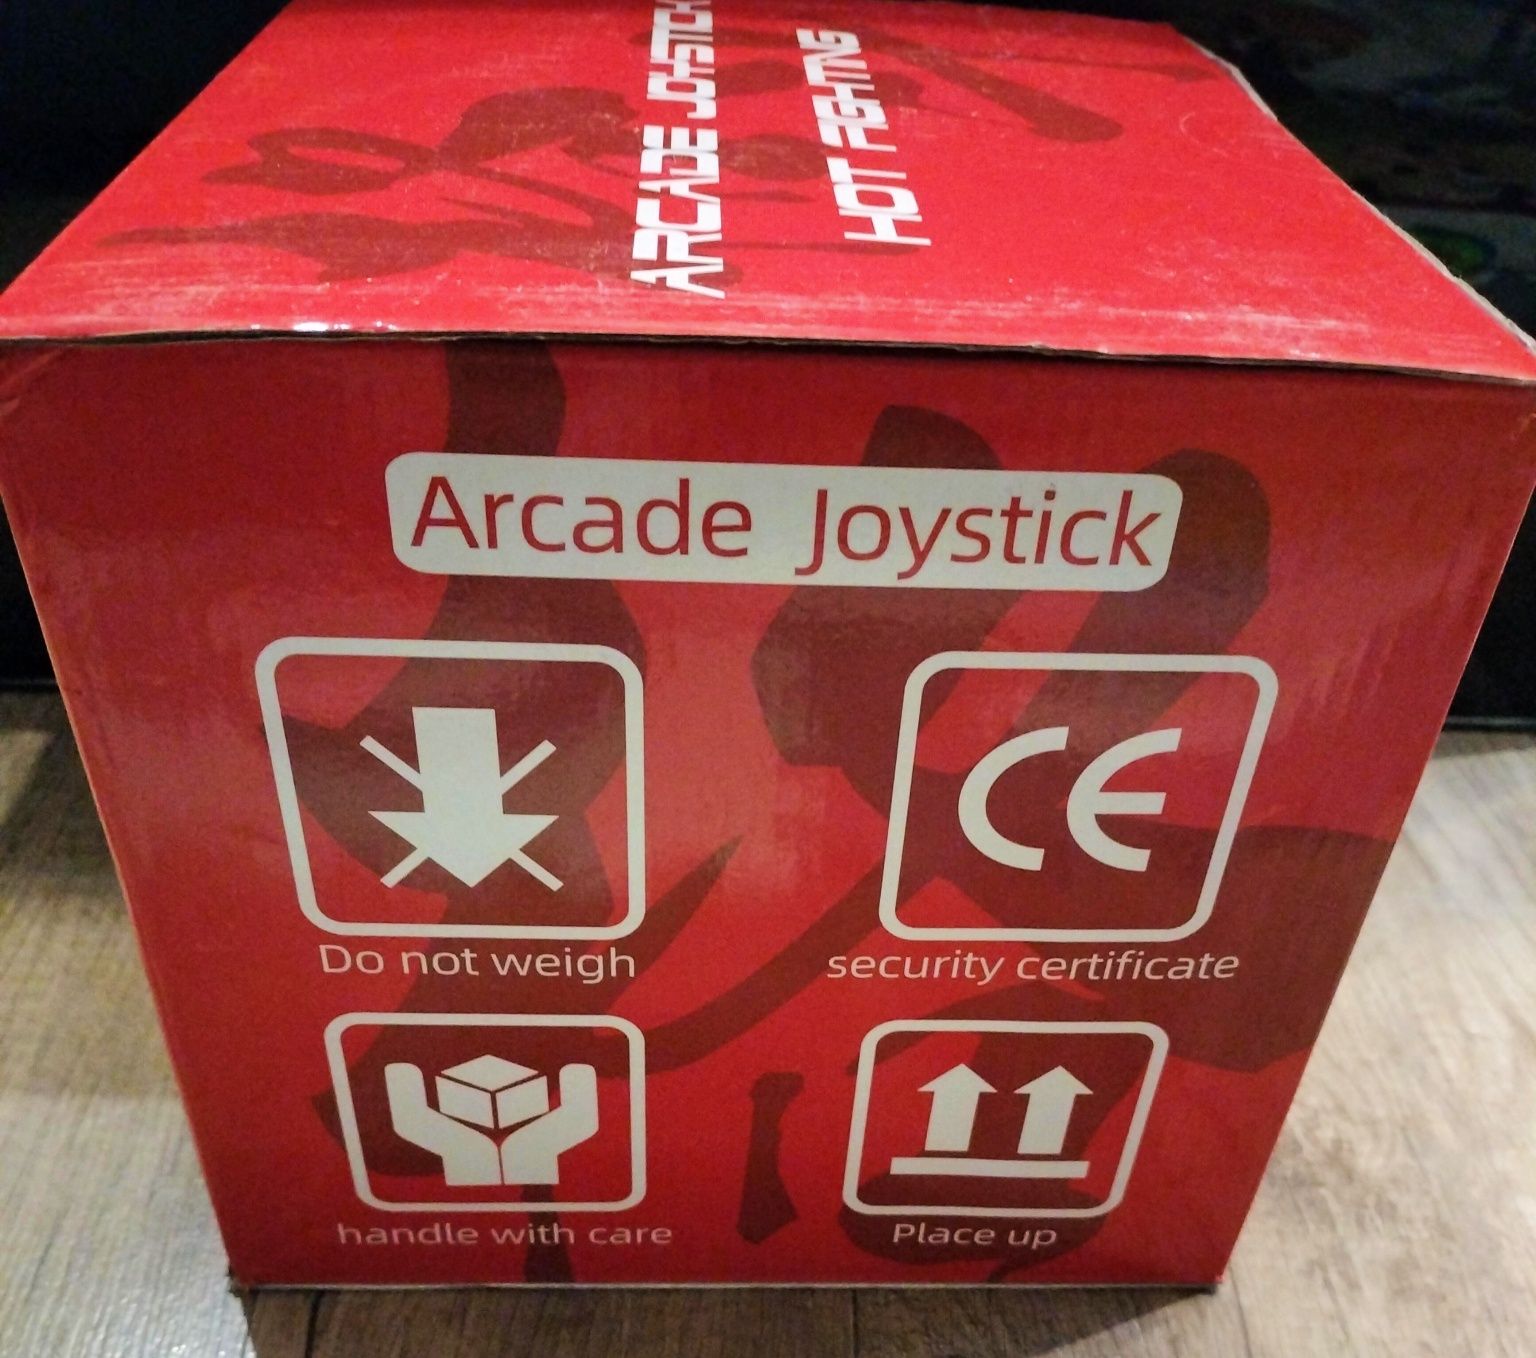 ARCADE JOYSTICK
HOT FIGHTING
Arcade Joystick
CE
Do not weigh
security certificate
handle with care
Place up